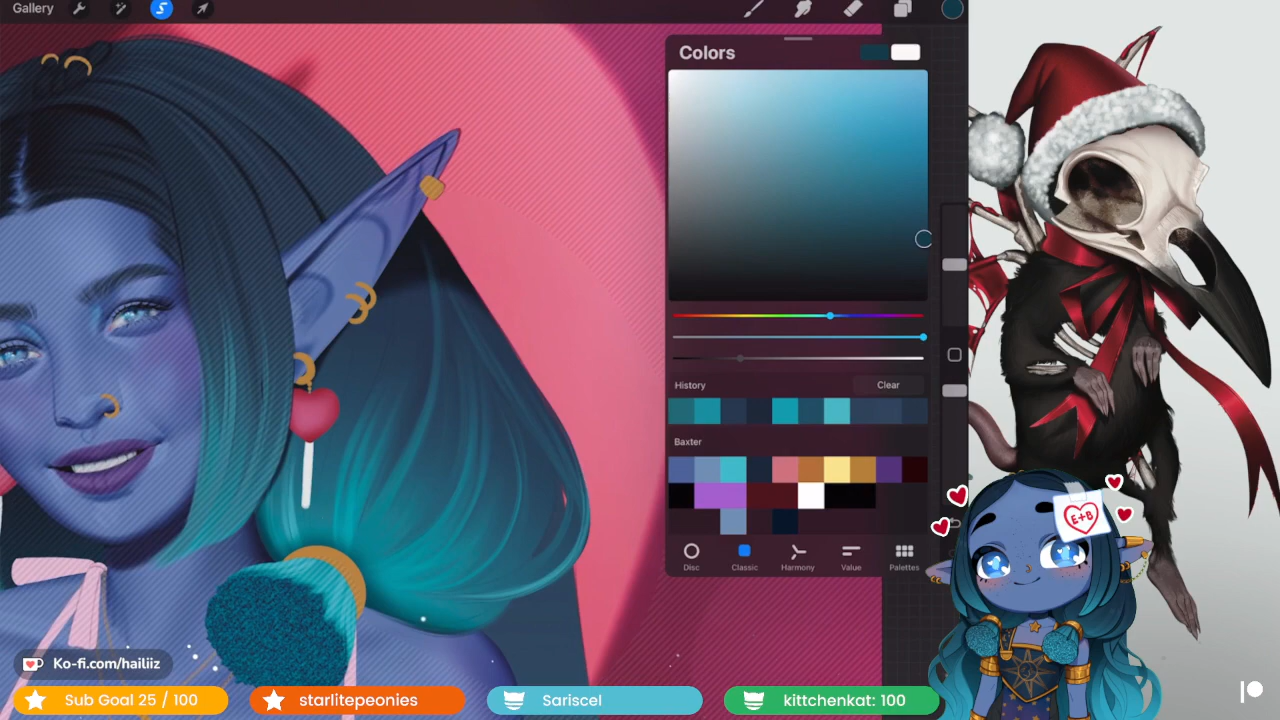 Gallery
Colors
History
Clear
Baxter
Disc
Classic
Harmony
Value
Palettes
E+B
Ko-fi.com/hailiiz
Sub Goal 25 / 100
starlitepeonies
Sariscel
kittchenkat: 100